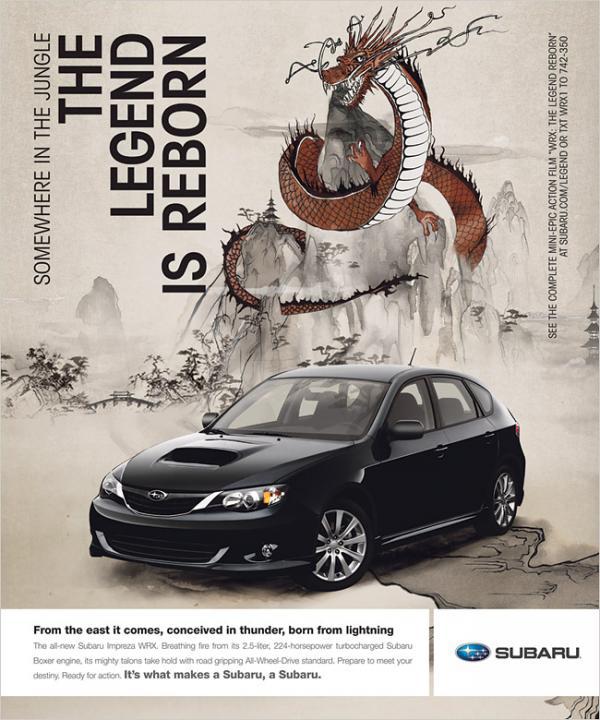 SOMEWHERE IN THE JUNGLE
THE
LEGEND
IS REBORN
SEE THE COMPLETE MINI-EPIC ACTION FILM "WRX: THE LEGEND REBORN"
AT SUBARU.COM/LEGEND OR TXT WRX1 TO 742-350
From the east it comes, conceived in thunder, born from lightning
The all-new Subaru Impreza WRX. Breathing fire from its 2.5-liter, 224-horsepower turbocharged Subaru
Boxer engine, its mighty talons take hold with road gripping All-Wheel-Drive standard. Prepare to meet your
destiny. Ready for action. It's what makes a Subaru, a Subaru.
SUBARU